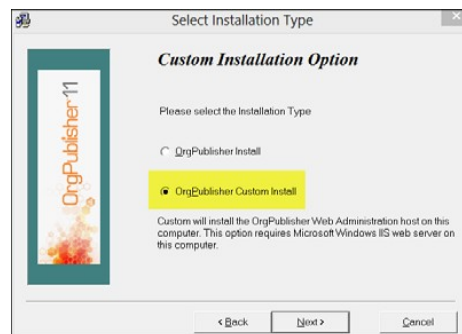 Select Installation Type
OrgPublisher 11
Custom Installation Option
Please select the Installation Type
OrgPublisher Install
OrgPublisher Custom Install
Custom will install the OrgPublisher Web Administration host on this
computer. This option requires Microsoft Windows IIS web server on
this computer.
< Back
Next >
Cancel